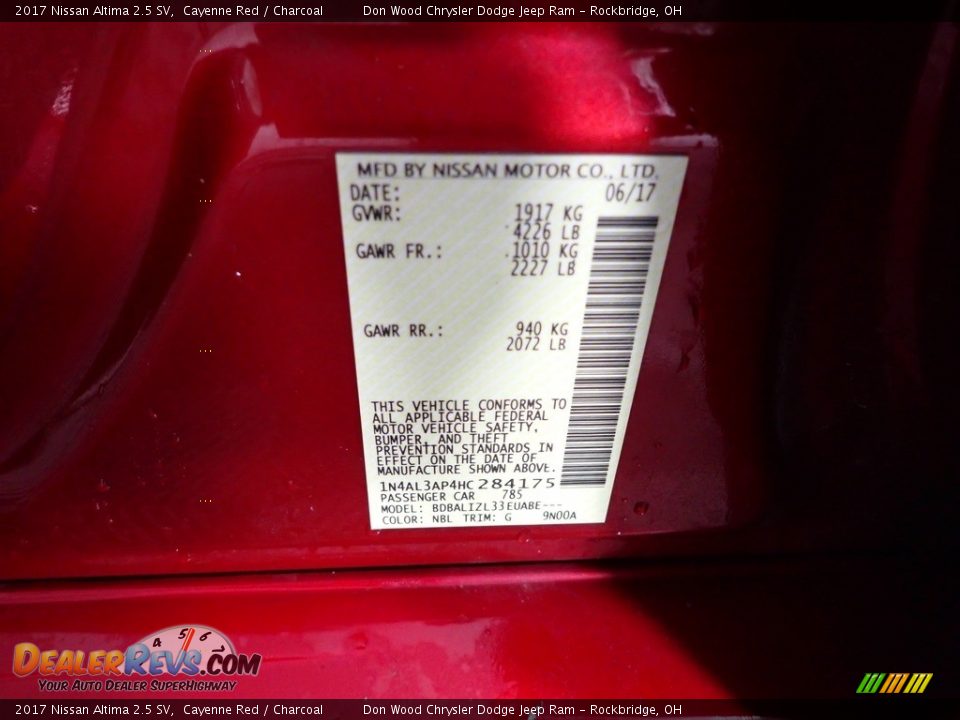 2017 Nissan Altima 2.5 SV, Cayenne Red / Charcoal Don Wood Chrysler Dodge Jeep Ram - Rockbridge, OH
MFD BY NISSAN MOTOR CO., LTD.
DATE: 06/17
GVWR: 1917 KG
4226 LB
GAWR FR.: 1010 KG
2227 LB
GAWR RR.: 940 KG
2072 LB
THIS VEHICLE CONFORMS TO
ALL APPLICABLE FEDERAL
MOTOR VEHICLE SAFETY,
BUMPER, AND THEFT
PREVENTION STANDARDS IN
EFFECT ON THE DATE OF
MANUFACTURE SHOWN ABOVE.
1N4AL3AP4HC284175
PASSENGER CAR 785
MODEL: BDBALIZL33EUABE---
COLOR: NBL TRIM: G 9N00A
4 5 6
DEALERREVS.COM
YOUR AUTO DEALER SUPERHIGHWAY
2017 Nissan Altima 2.5 SV, Cayenne Red / Charcoal Don Wood Chrysler Dodge Jeep Ram - Rockbridge, OH